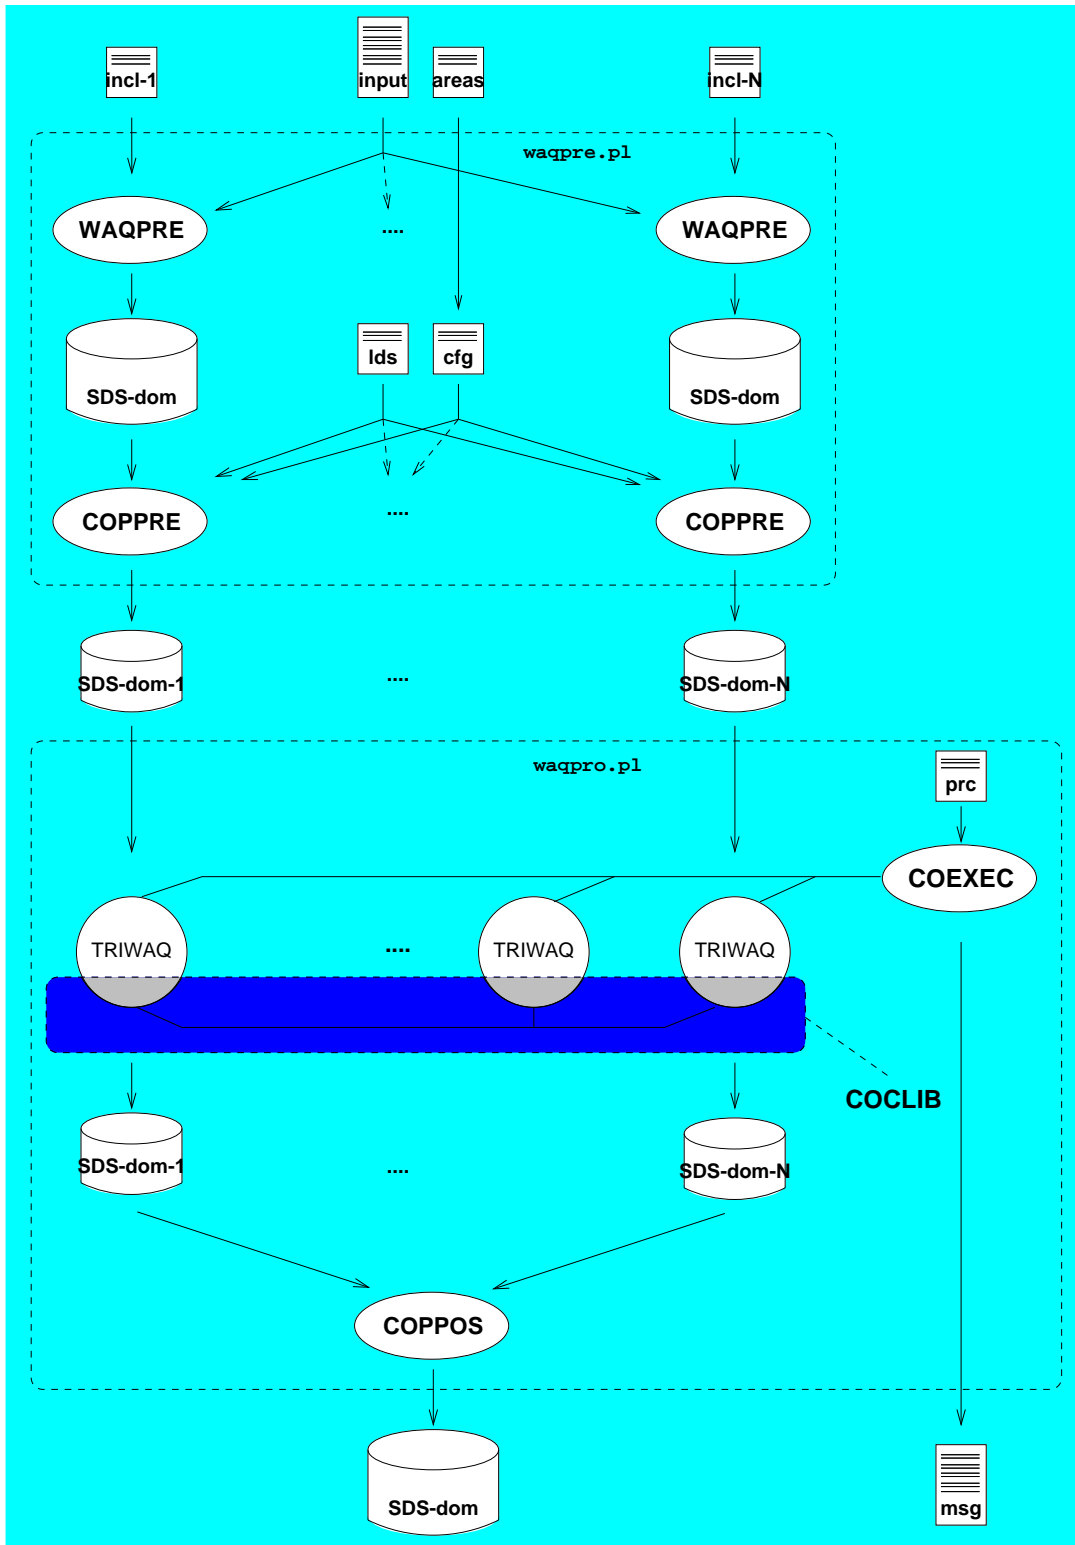 incl-1
input
areas
incl-N
waqpre.pl
WAQPRE
....
WAQPRE
SDS-dom
lds
cfg
SDS-dom
COPPRE
....
COPPRE
SDS-dom-1
....
SDS-dom-N
waqpro.pl
prc
COEXEC
TRIWAQ
....
TRIWAQ
TRIWAQ
COCLIB
SDS-dom-1
....
SDS-dom-N
COPPOS
SDS-dom
msg